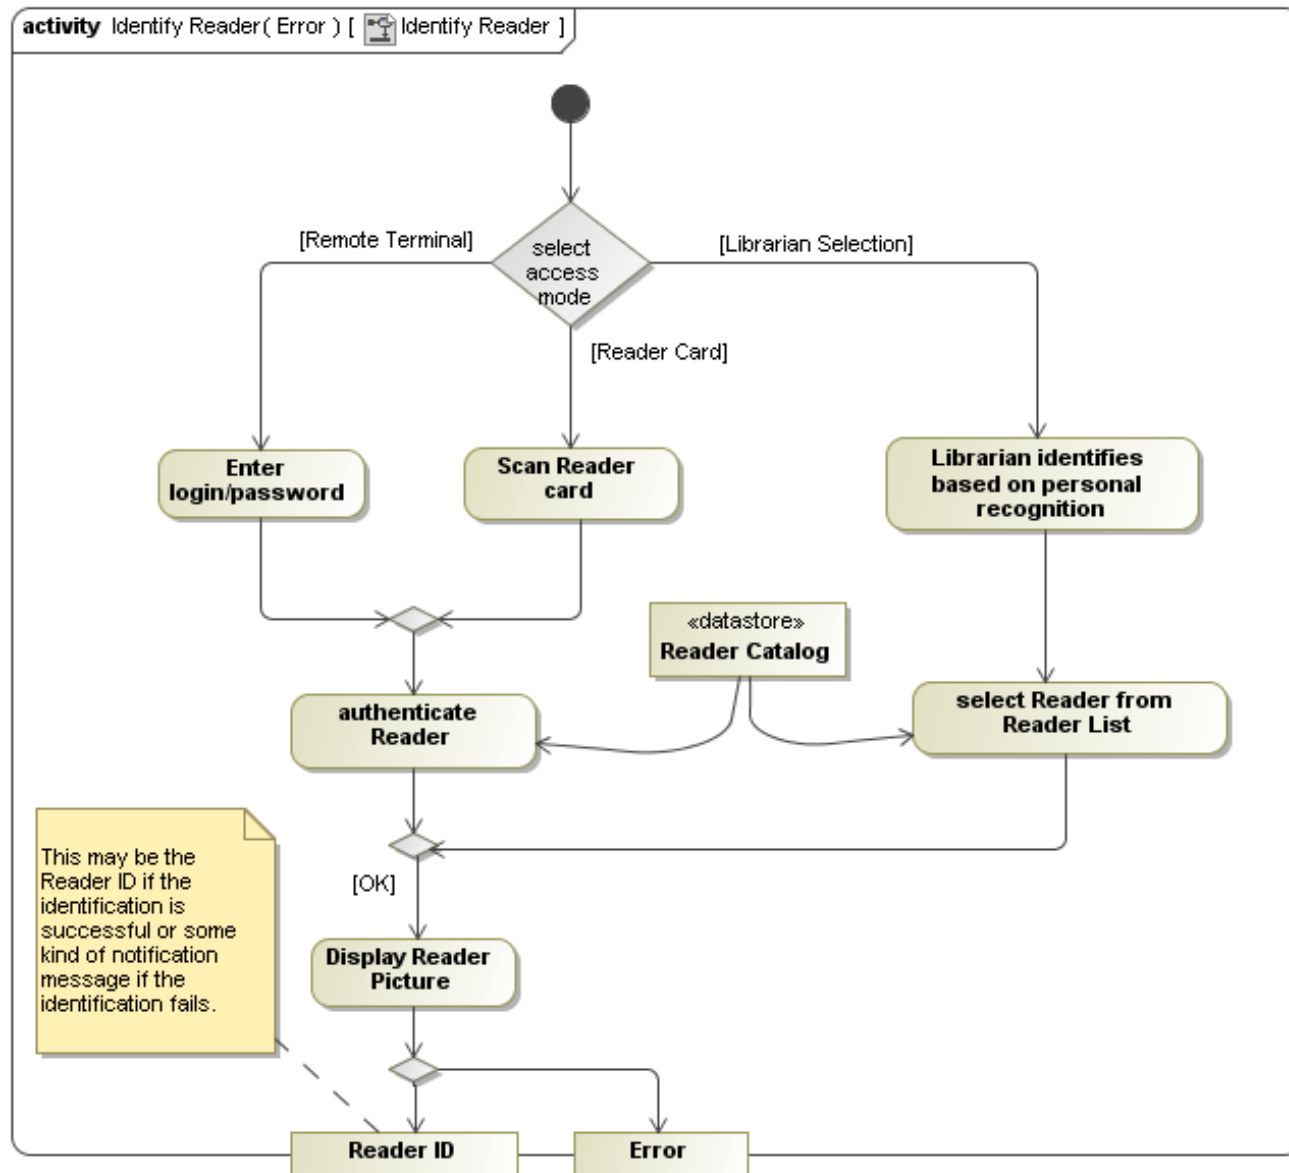 activity Identify Reader( Error ) [ Identify Reader ]
[Remote Terminal]
select
access
mode
[Librarian Selection]
[Reader Card]
Enter
login/password
Scan Reader
card
Librarian identifies
based on personal
recognition
«datastore»
Reader Catalog
authenticate
Reader
select Reader from
Reader List
This may be the
Reader ID if the
identification is
successful or some
kind of notification
message if the
identification fails.
[OK]
Display Reader
Picture
Reader ID
Error